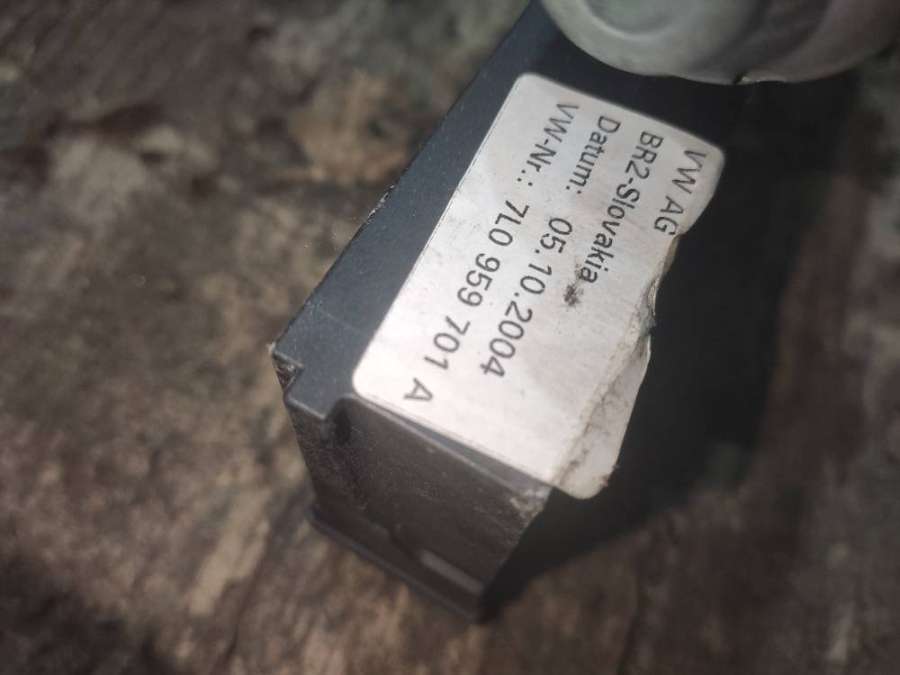 VW AG
BR2-Slovakia
Datum: 05.10.2004
VW-Nr.: 7L0 959 701 A